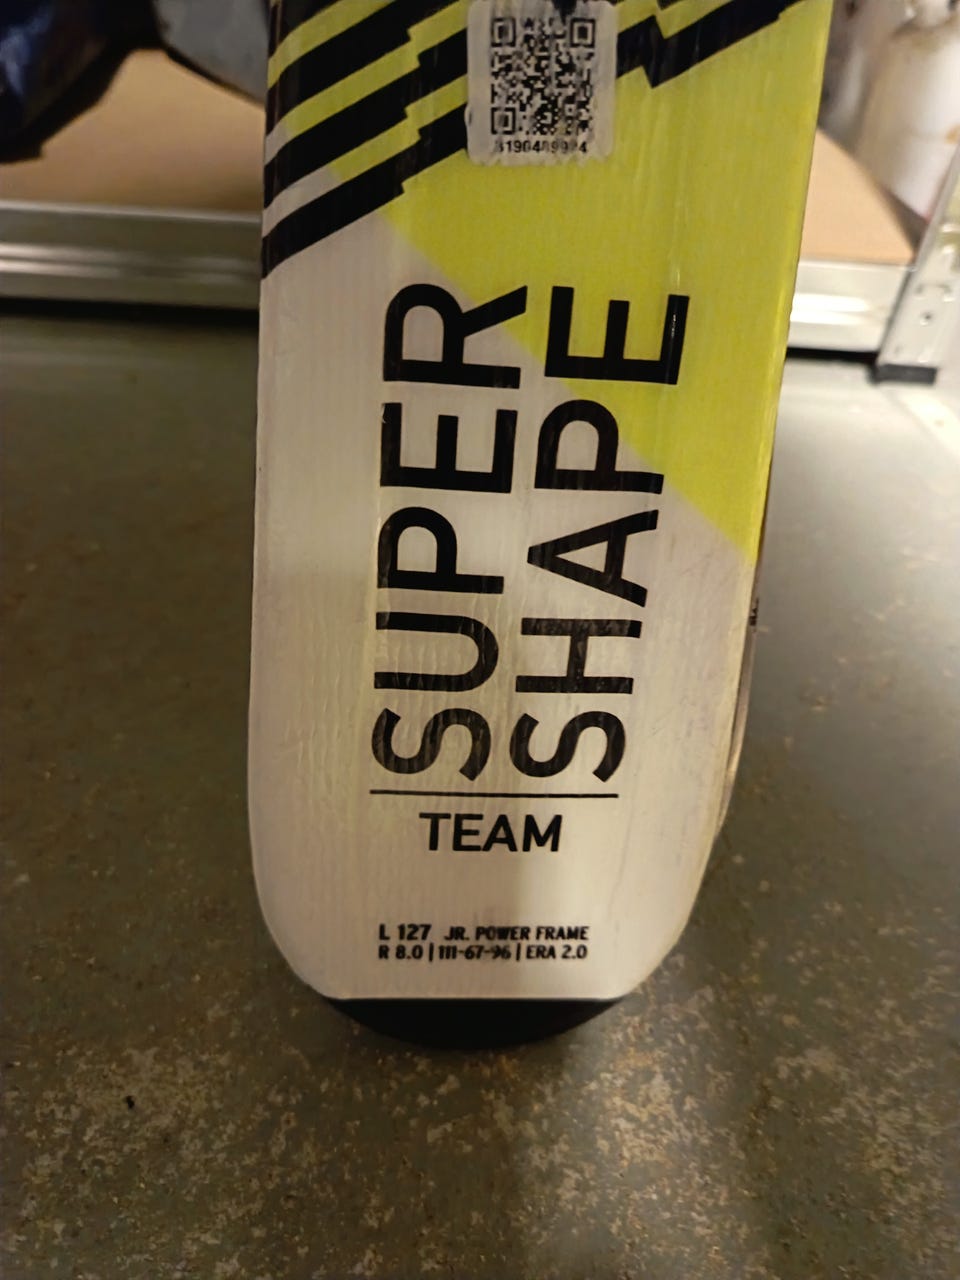 SUPER
SHAPE
TEAM
L 127 JR. POWER FRAME
R 8.0 | 111-67-96 | ERA 2.0